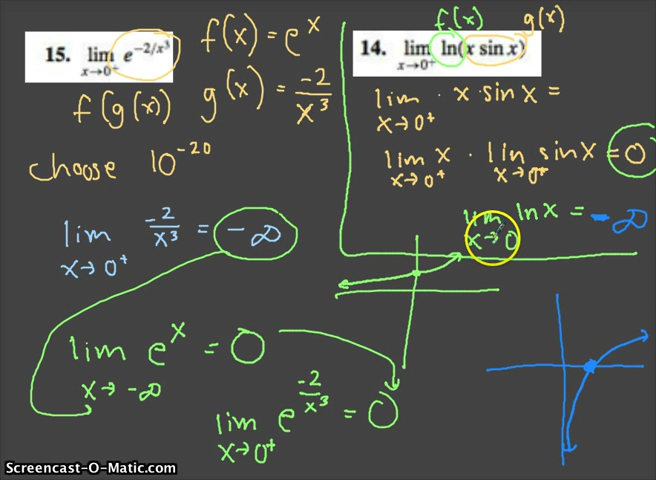 15. lim e^{-2/x³}
x→0⁺
f(x) = e^x
f(g(x)) g(x) = -2/x³
choose 10^{-20}
lim -2/x³ = -∞
x→0⁺
lim e^x = 0
x→ -∞
lim e^{-2/x³} = 0
x→0⁺
f(x) g(x)
14. lim ln(x sin x)
x→0⁺
lim · x · sin x =
x→0⁺
lim x · lim sin x = 0
x→0⁺ x→0⁺
lim ln x = -∞
x→0
Screencast-O-Matic.com